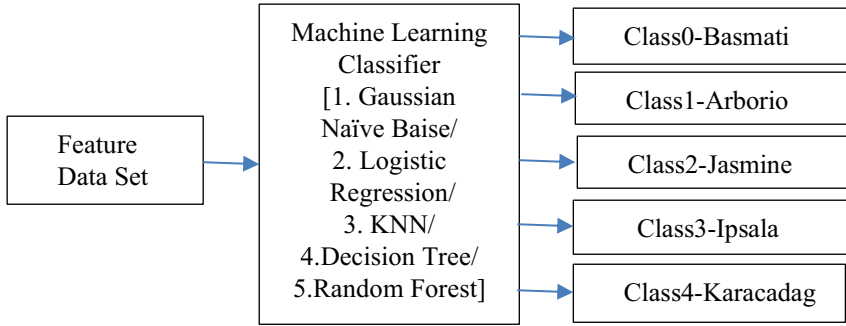 Feature
Data Set
Machine Learning
Classifier
[1. Gaussian
Naïve Baise/
2. Logistic
Regression/
3. KNN/
4.Decision Tree/
5.Random Forest]
Class0-Basmati
Class1-Arborio
Class2-Jasmine
Class3-Ipsala
Class4-Karacadag